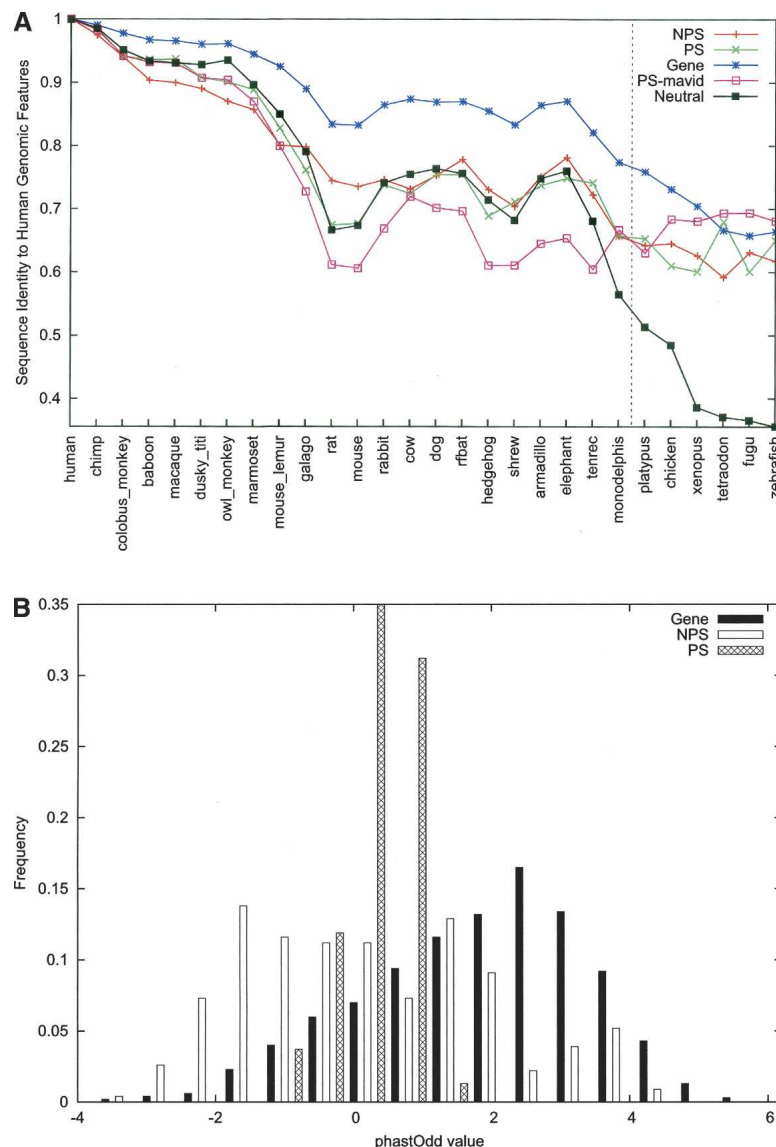 A
1
0.9
0.8
0.7
0.6
0.5
0.4
Sequence Identity to Human Genomic Features
NPS
PS
Gene
PS-mavid
Neutral
human
chimp
colobus_monkey
baboon
macaque
dusky_titi
owl_monkey
marmoset
mouse_lemur
galago
rat
mouse
rabbit
cow
dog
rfbat
hedgehog
shrew
armadillo
elephant
tenrec
monodelphis
platypus
chicken
xenopus
tetraodon
fugu
zebrafish
B
0.35
0.3
0.25
0.2
0.15
0.1
0.05
0
Frequency
Gene
NPS
PS
-4
-2
0
2
4
6
phastOdd value